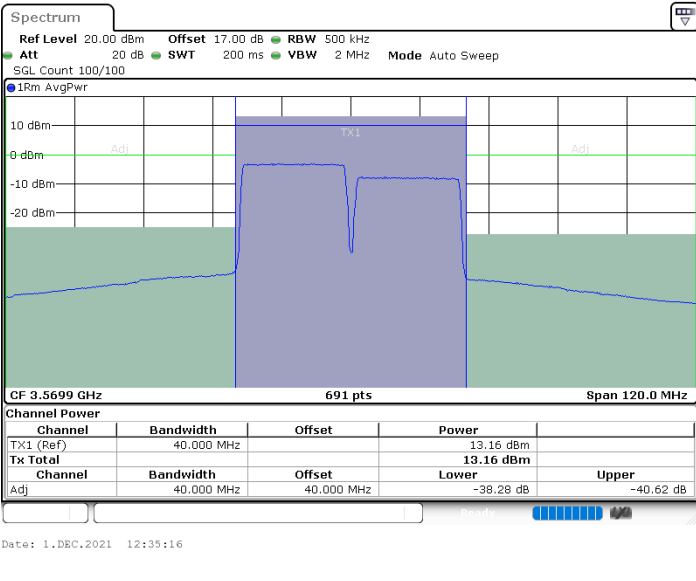 Spectrum
Ref Level 20.00 dBm Offset 17.00 dB RBW 500 kHz
Att 20 dB SWT 200 ms VBW 2 MHz Mode Auto Sweep
SGL Count 100/100
1Rm AvgPwr
10 dBm
TX1
Adj Adj
0 dBm
-10 dBm
-20 dBm
CF 3.5699 GHz 691 pts Span 120.0 MHz
Channel Power
Channel Bandwidth Offset Power
TX1 (Ref) 40.000 MHz 13.16 dBm
Tx Total 13.16 dBm
Channel Bandwidth Offset Lower Upper
Adj 40.000 MHz 40.000 MHz -38.28 dB -40.62 dB
Ready
Date: 1.DEC.2021 12:35:16